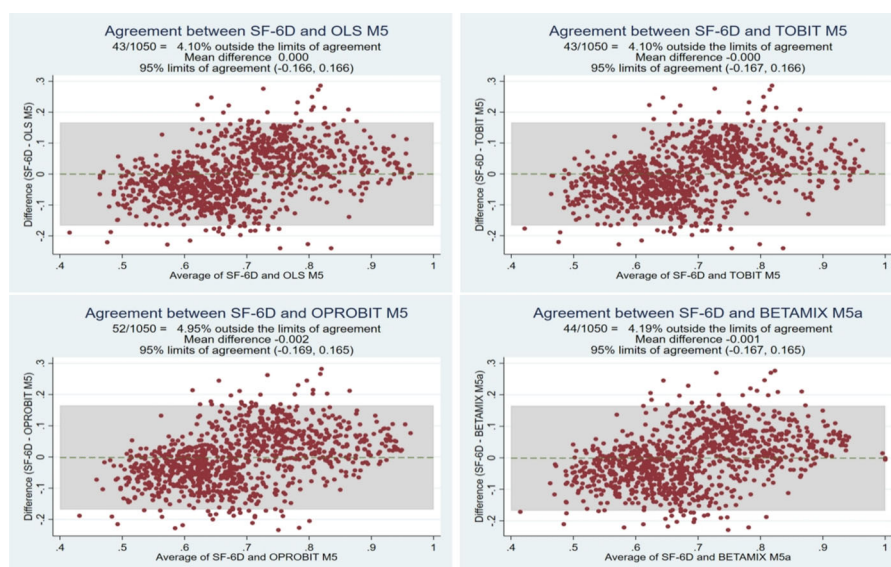 Agreement between SF-6D and OLS M5
43/1050 = 4.10% outside the limits of agreement
Mean difference 0.000
95% limits of agreement (-0.166, 0.166)
Difference (SF-6D - OLS M5)
.3
.2
.1
0
-.1
-.2
.4 .5 .6 .7 .8 .9 1
Average of SF-6D and OLS M5
Agreement between SF-6D and TOBIT M5
43/1050 = 4.10% outside the limits of agreement
Mean difference -0.000
95% limits of agreement (-0.167, 0.166)
Difference (SF-6D - TOBIT M5)
.3
.2
.1
0
-.1
-.2
.4 .5 .6 .7 .8 .9 1
Average of SF-6D and TOBIT M5
Agreement between SF-6D and OPROBIT M5
52/1050 = 4.95% outside the limits of agreement
Mean difference -0.002
95% limits of agreement (-0.169, 0.165)
Difference (SF-6D - OPROBIT M5)
.3
.2
.1
0
-.1
-.2
.4 .5 .6 .7 .8 .9 1
Average of SF-6D and OPROBIT M5
Agreement between SF-6D and BETAMIX M5a
44/1050 = 4.19% outside the limits of agreement
Mean difference -0.001
95% limits of agreement (-0.167, 0.165)
Difference (SF-6D - BETAMIX M5a)
.3
.2
.1
0
-.1
-.2
.4 .5 .6 .7 .8 .9 1
Average of SF-6D and BETAMIX M5a